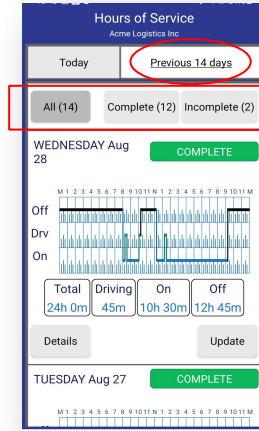 Hours of Service
Acme Logistics Inc
Today
Previous 14 days
All (14)
Complete (12)
Incomplete (2)
WEDNESDAY Aug 28
COMPLETE
M 1 2 3 4 5 6 7 8 9 10 11 N 1 2 3 4 5 6 7 8 9 10 11 M
Off
Drv
On
Total
24h 0m
Driving
45m
On
10h 30m
Off
12h 45m
Details
Update
TUESDAY Aug 27
COMPLETE
M 1 2 3 4 5 6 7 8 9 10 11 N 1 2 3 4 5 6 7 8 9 10 11 M